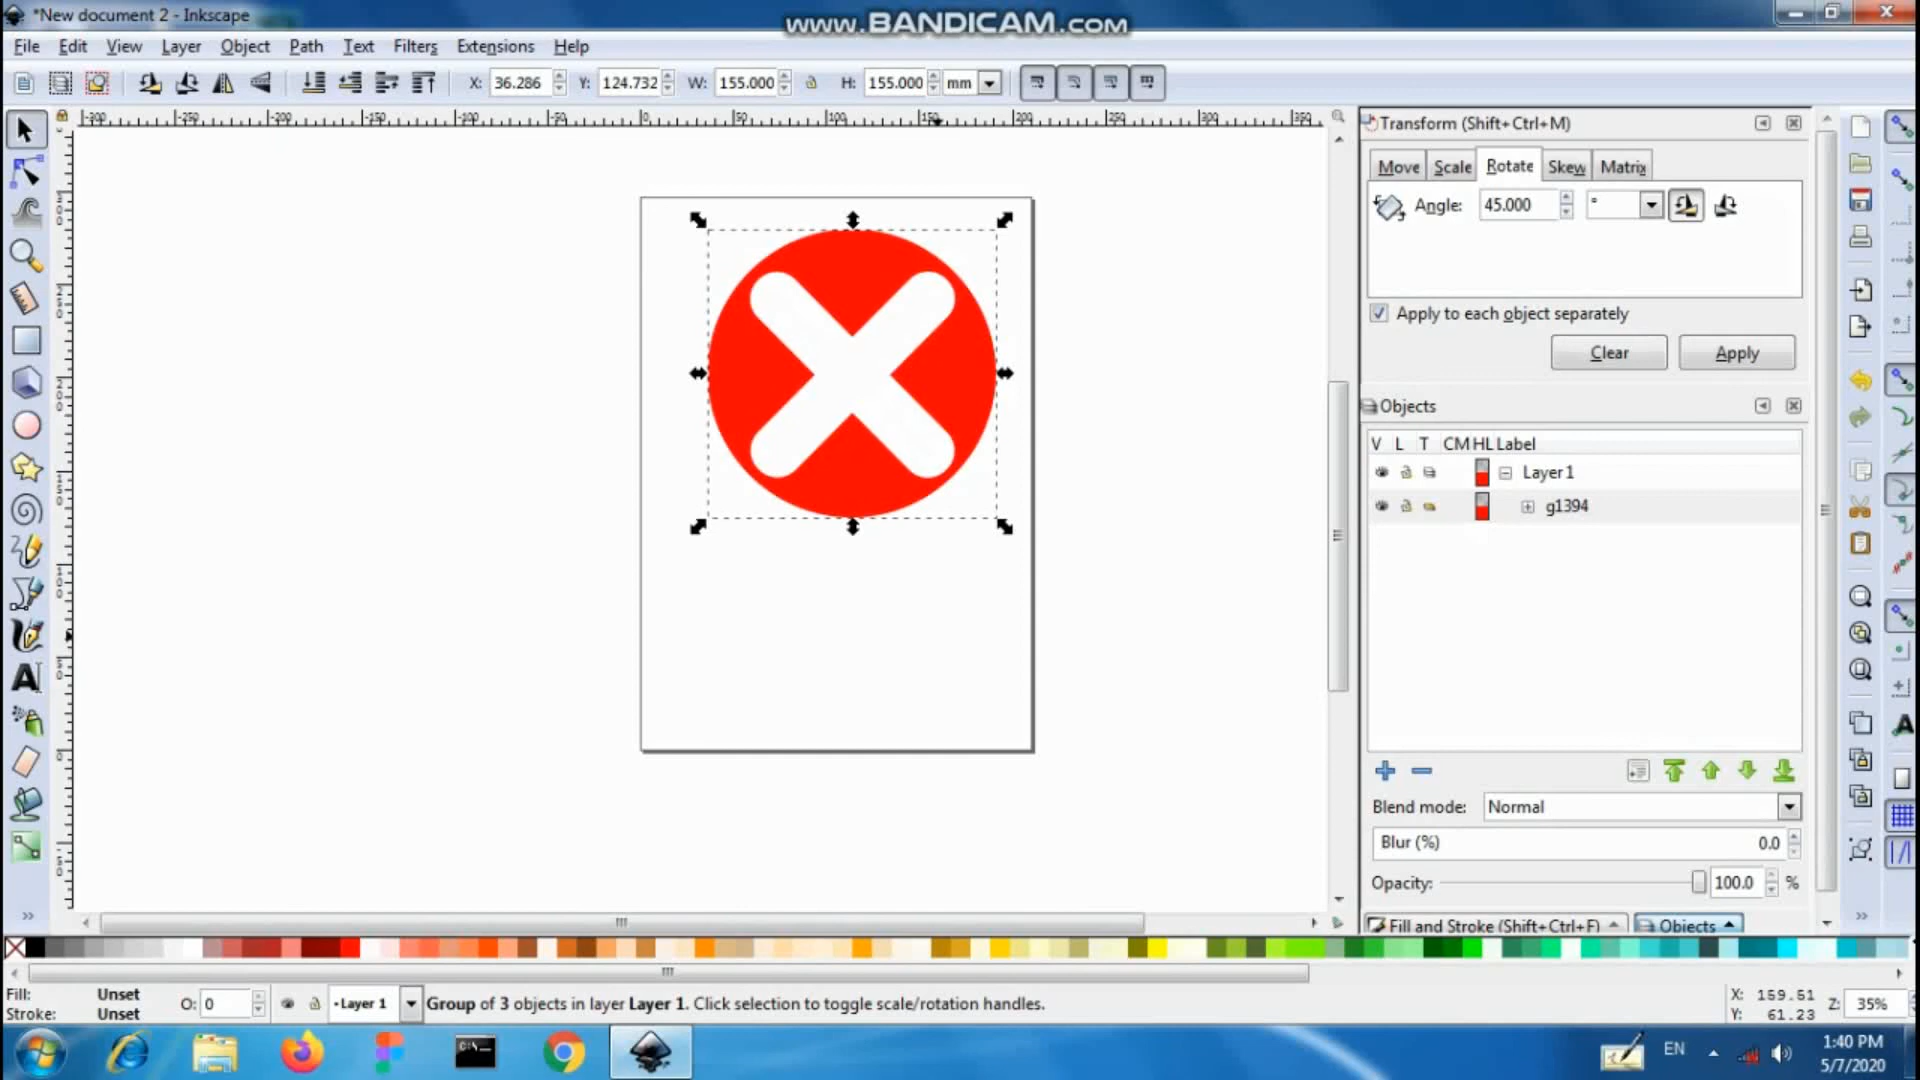 *New document 2 - Inkscape
www.BANDICAM.com
File Edit View Layer Object Path Text Filters Extensions Help
X: 36.286 Y: 124.732 W: 155.000 H: 155.000 mm
Transform (Shift+Ctrl+M)
Move Scale Rotate Skew Matrix
Angle: 45.000 °
Apply to each object separately
Clear Apply
Objects
V L T CM HL Label
Layer 1
g1394
Blend mode: Normal
Blur (%) 0.0
Opacity: 100.0 %
Fill and Stroke (Shift+Ctrl+F) Objects
Fill: Unset
Stroke: Unset
O: 0
•Layer 1
Group of 3 objects in layer Layer 1. Click selection to toggle scale/rotation handles.
X: 159.51
Y: 61.23
Z: 35%
EN
1:40 PM
5/7/2020